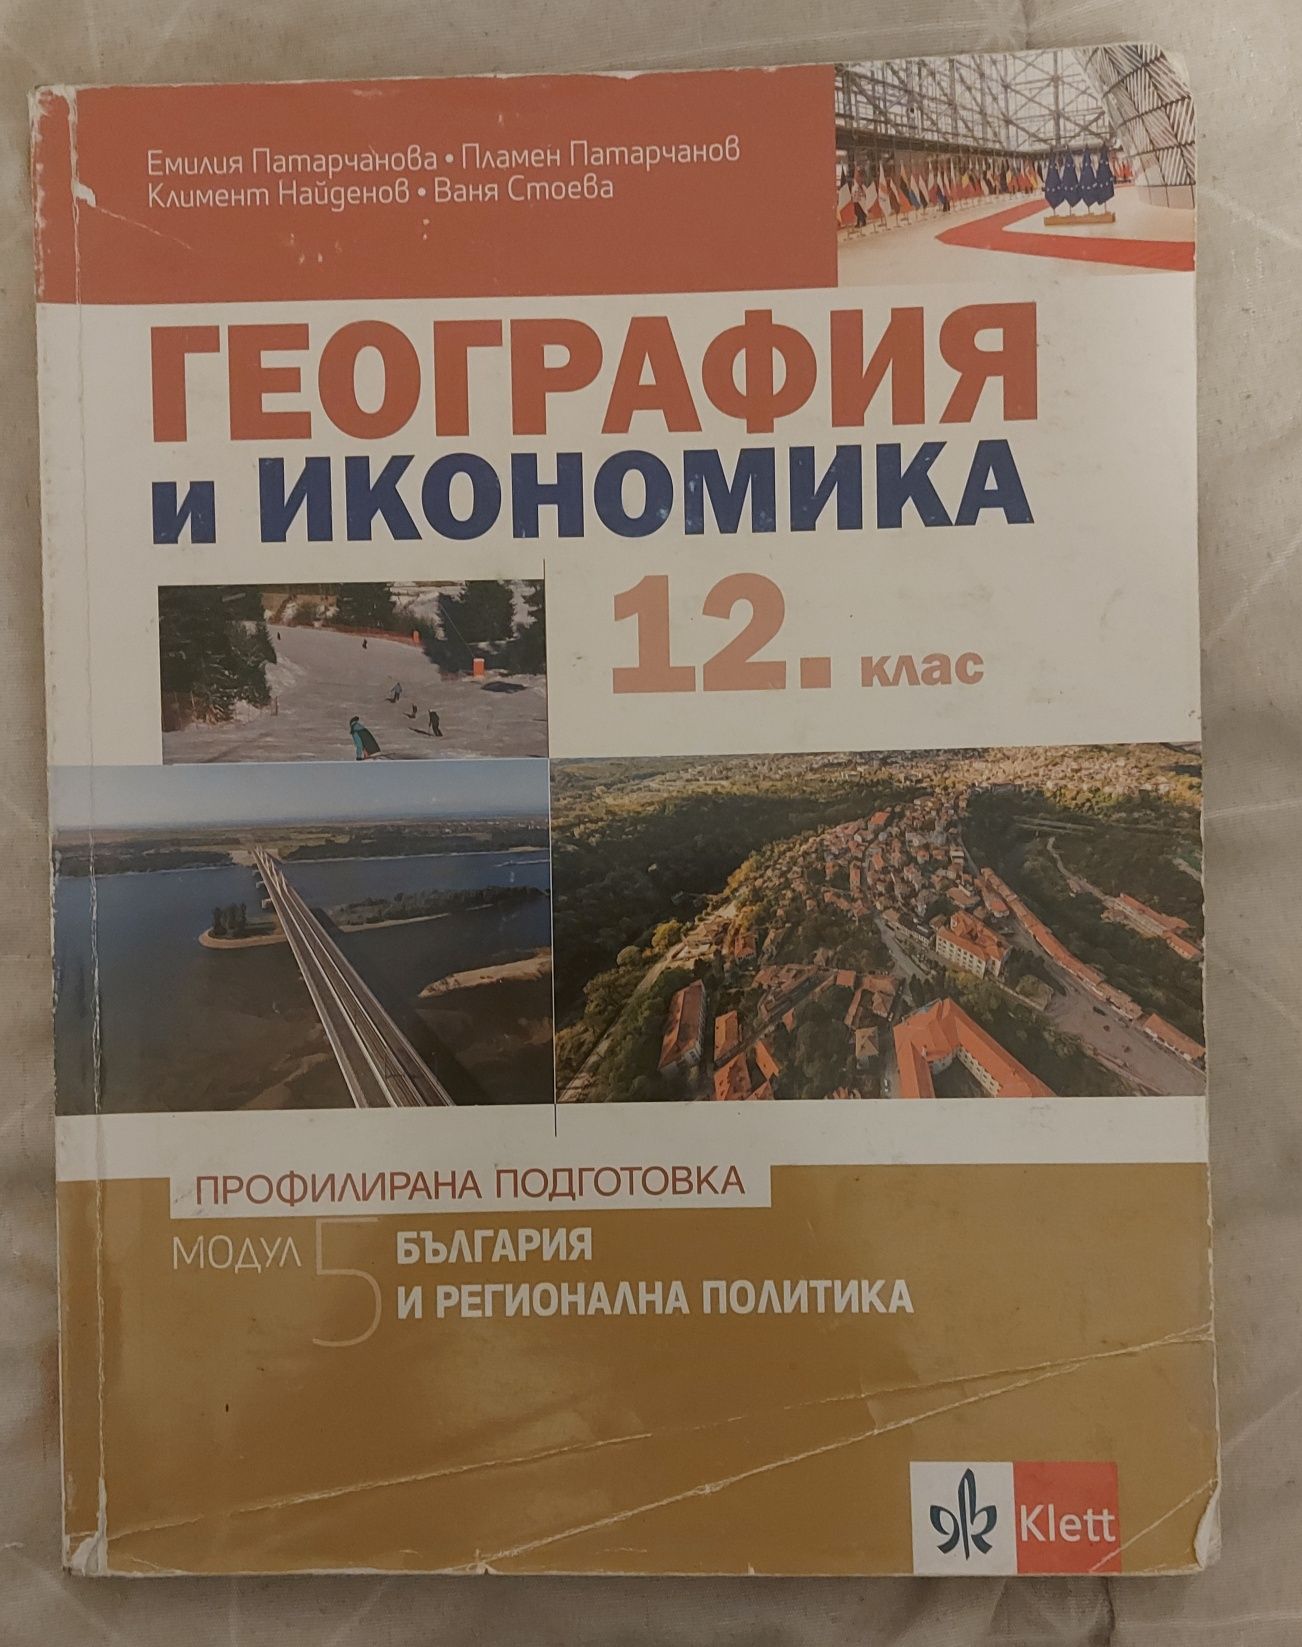 Емилия Патарчанова • Пламен Патарчанов
Климент Найденов • Ваня Стоева
ГЕОГРАФИЯ
и ИКОНОМИКА
12. клас
ПРОФИЛИРАНА ПОДГОТОВКА
МОДУЛ 5 БЪЛГАРИЯ
И РЕГИОНАЛНА ПОЛИТИКА
Klett